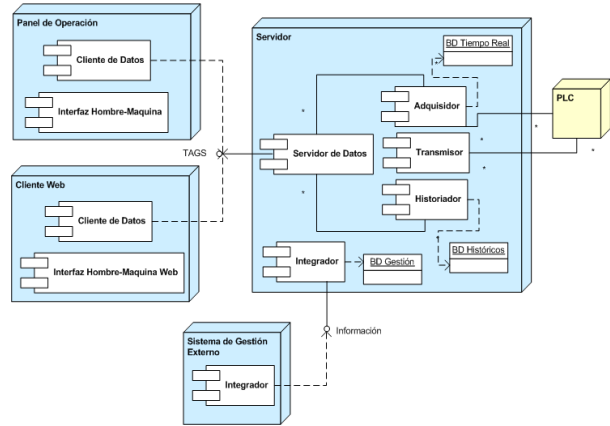 Panel de Operación
Cliente de Datos
Interfaz Hombre-Maquina
TAGS
Cliente Web
Cliente de Datos
Interfaz Hombre-Maquina Web
Servidor
BD Tiempo Real
*
Adquisidor
*
Servidor de Datos
Transmisor
*
*
*
Historiador
*
*
BD Históricos
Integrador
BD Gestión
PLC
*
*
Información
Sistema de Gestión
Externo
Integrador